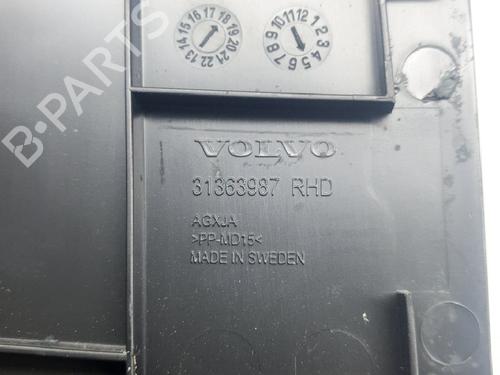 VOLVO
31363987 RHD
AGXJA
>PP-MD15<
MADE IN SWEDEN
B-PARTS